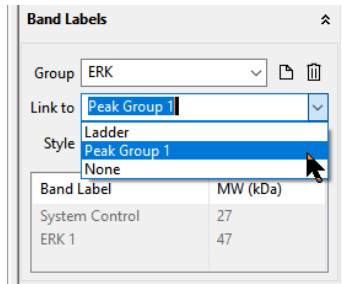 Band Labels
Group ERK
Link to Peak Group 1
Ladder
Style Peak Group 1
None
Band Label MW (kDa)
System Control 27
ERK 1 47